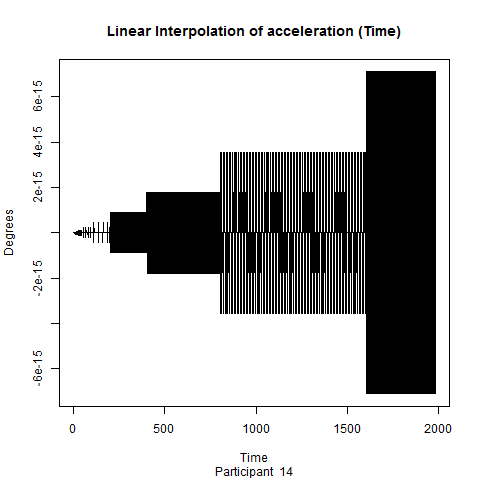 Linear Interpolation of acceleration (Time)
Degrees
6e-15
4e-15
2e-15
-2e-15
-6e-15
0
500
1000
1500
2000
Time
Participant 14